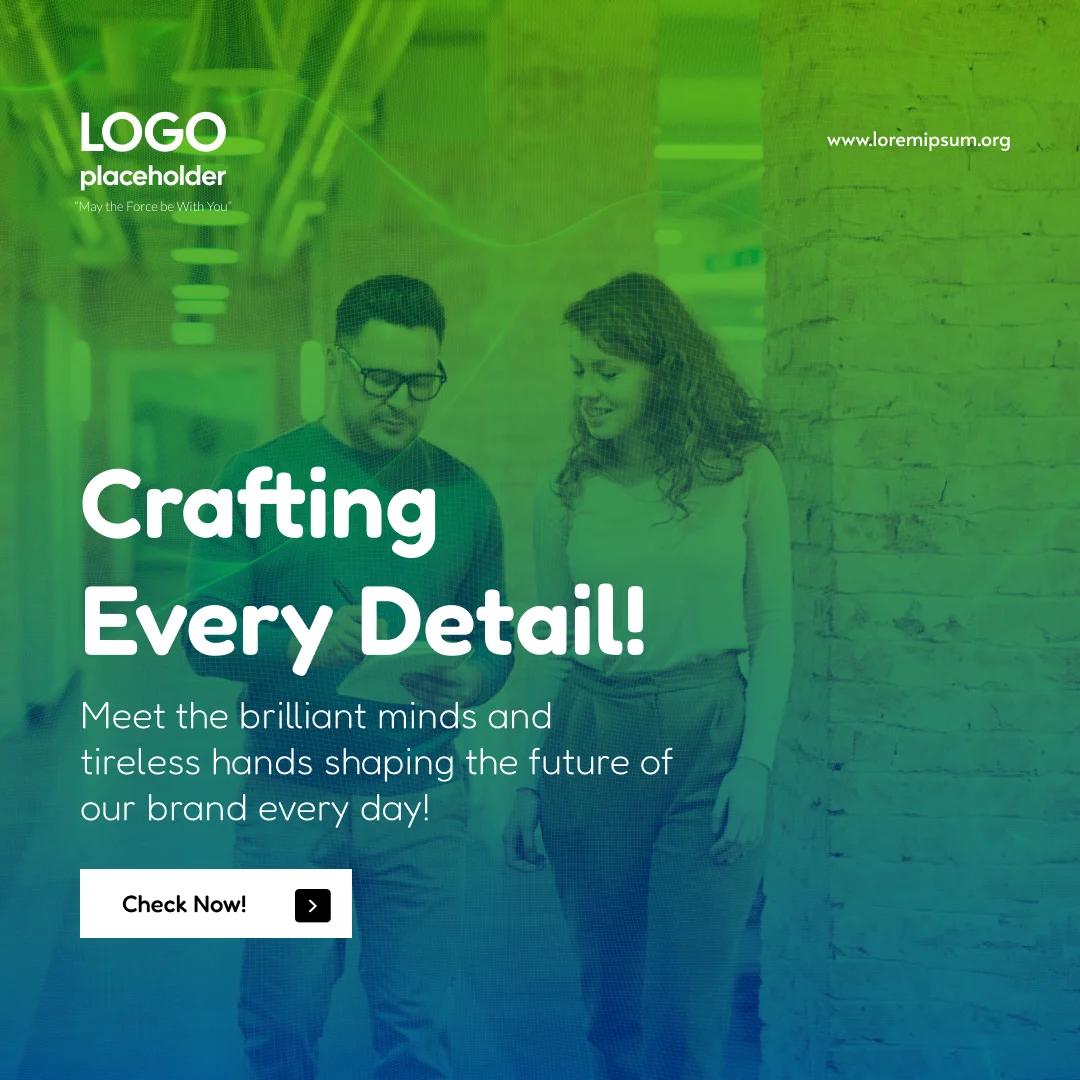 LOGO
placeholder
"May the Force be With You"
www.loremipsum.org
Crafting
Every Detail!
Meet the brilliant minds and
tireless hands shaping the future of
our brand every day!
Check Now!